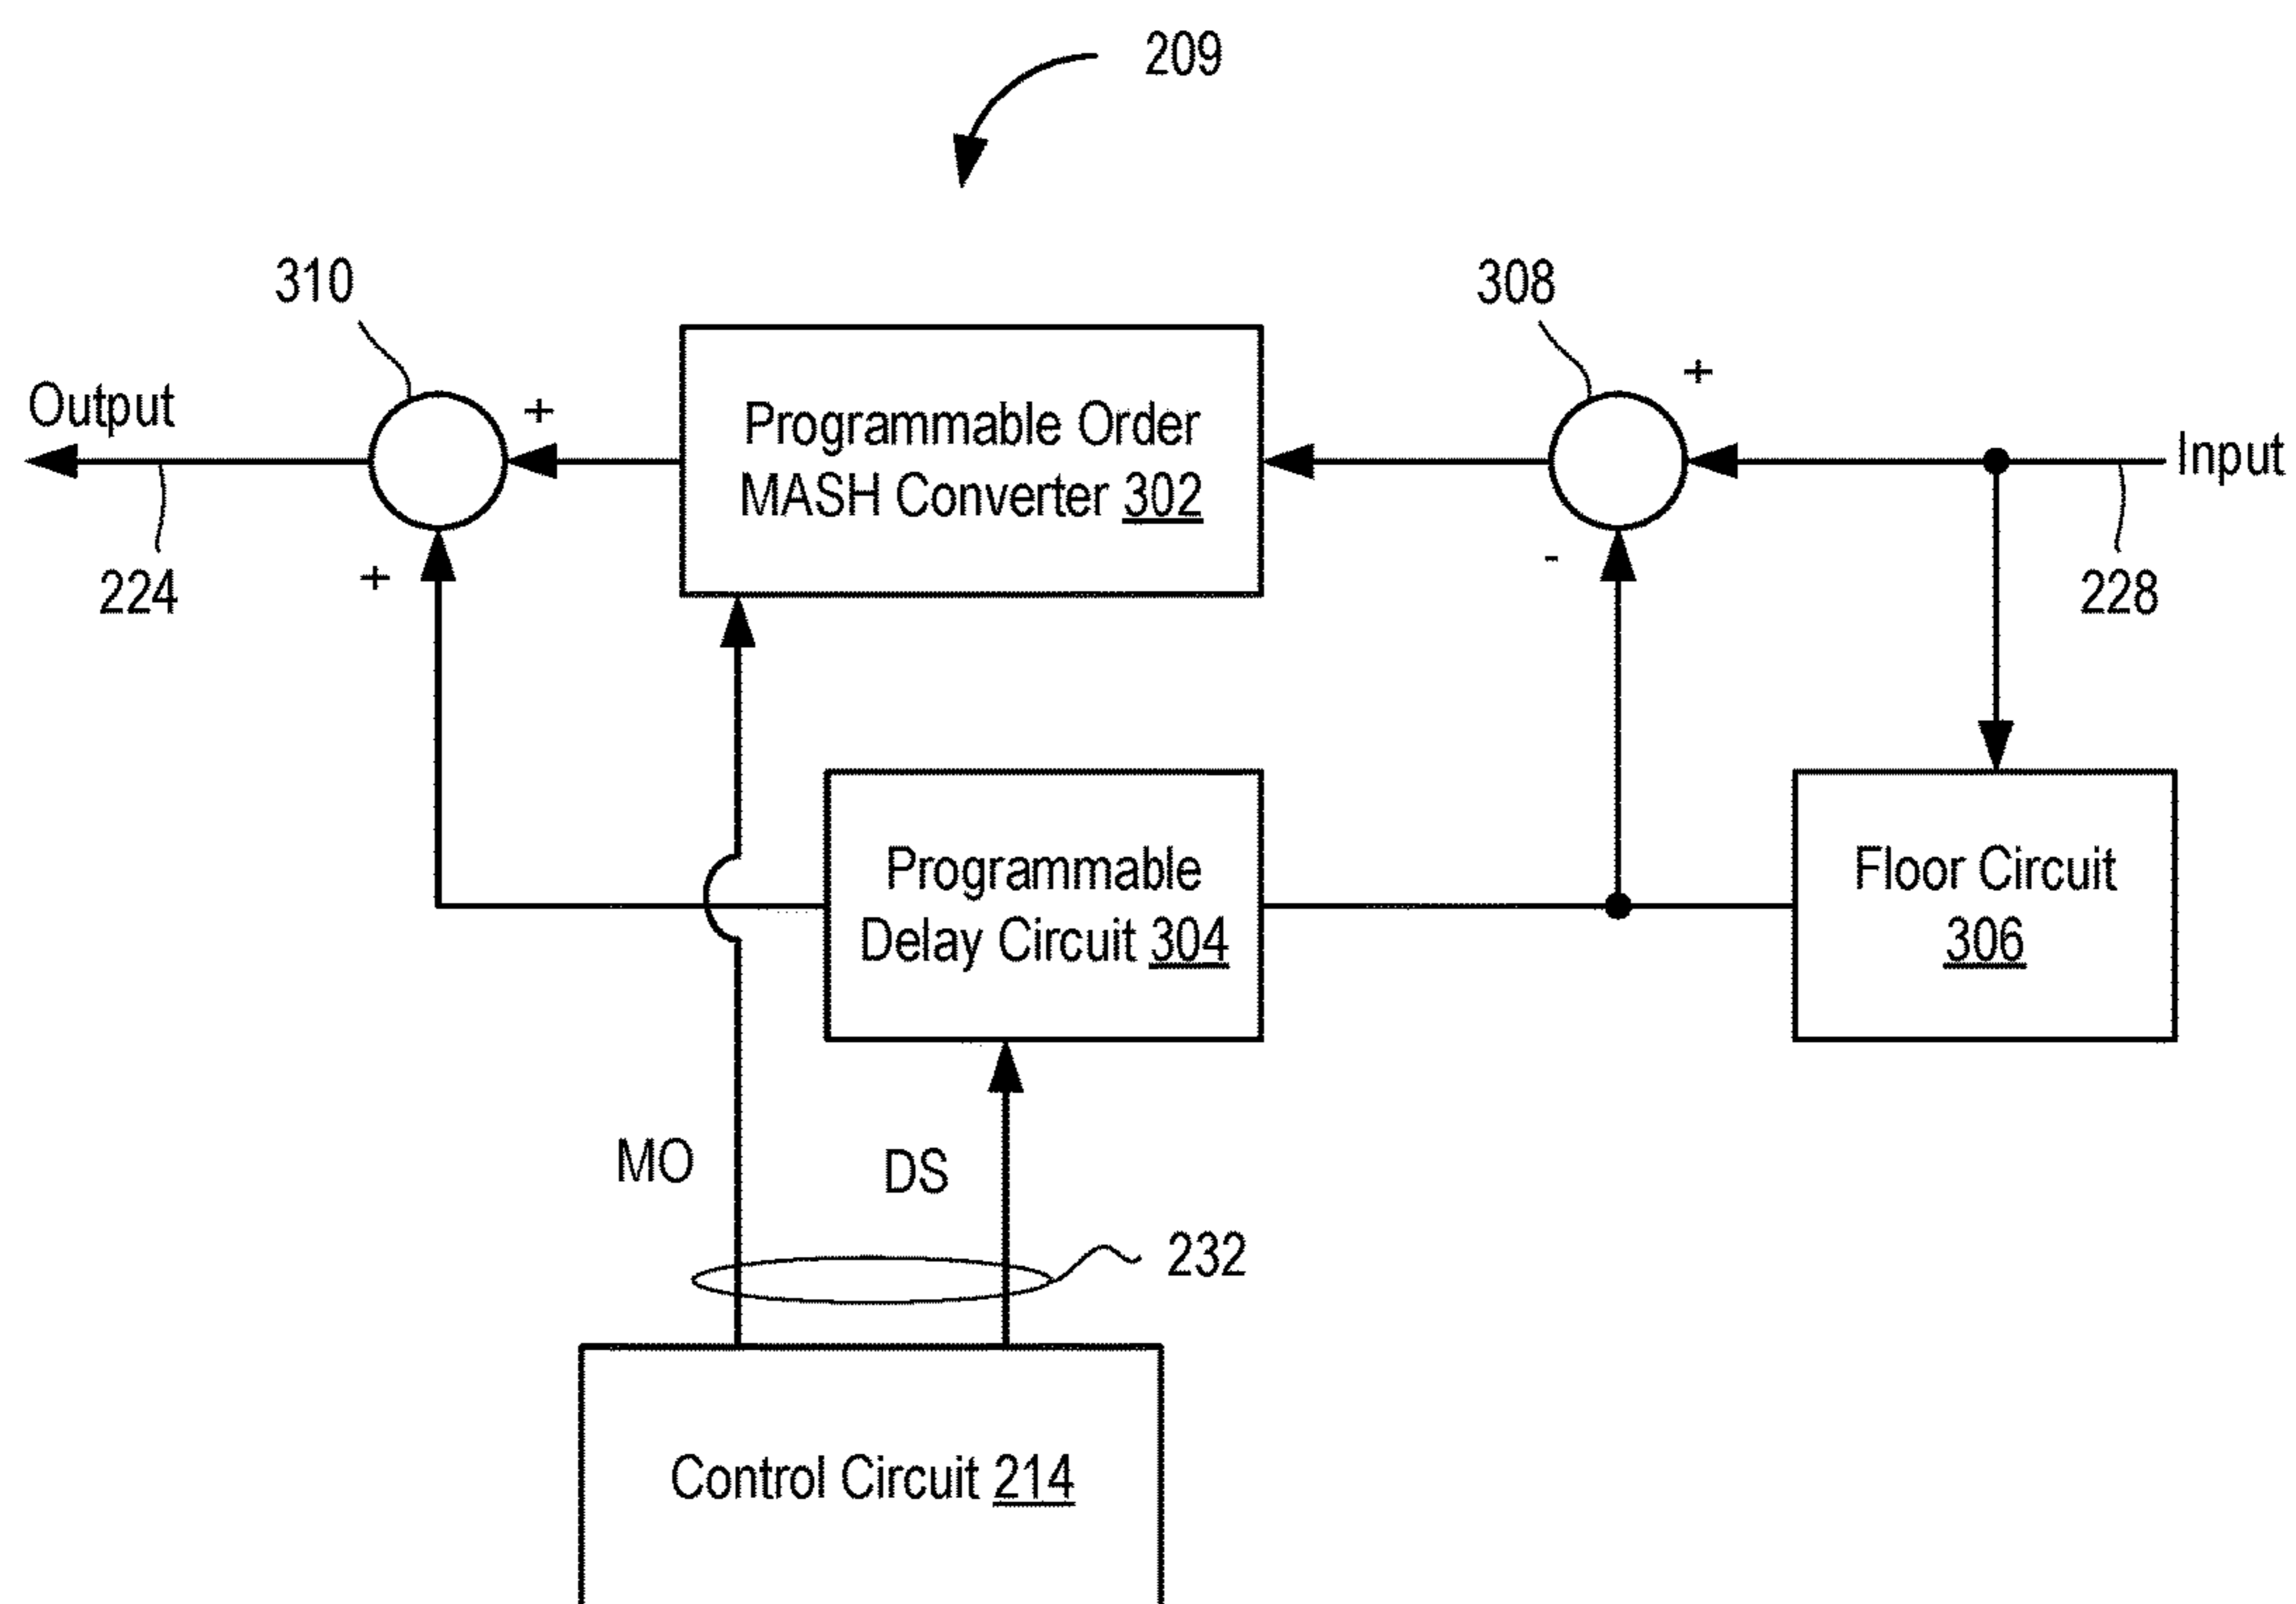 209
310
308
Output
+
Programmable Order
MASH Converter 302
+
Input
224
+
-
228
Programmable
Delay Circuit 304
Floor Circuit
306
MO
DS
232
Control Circuit 214